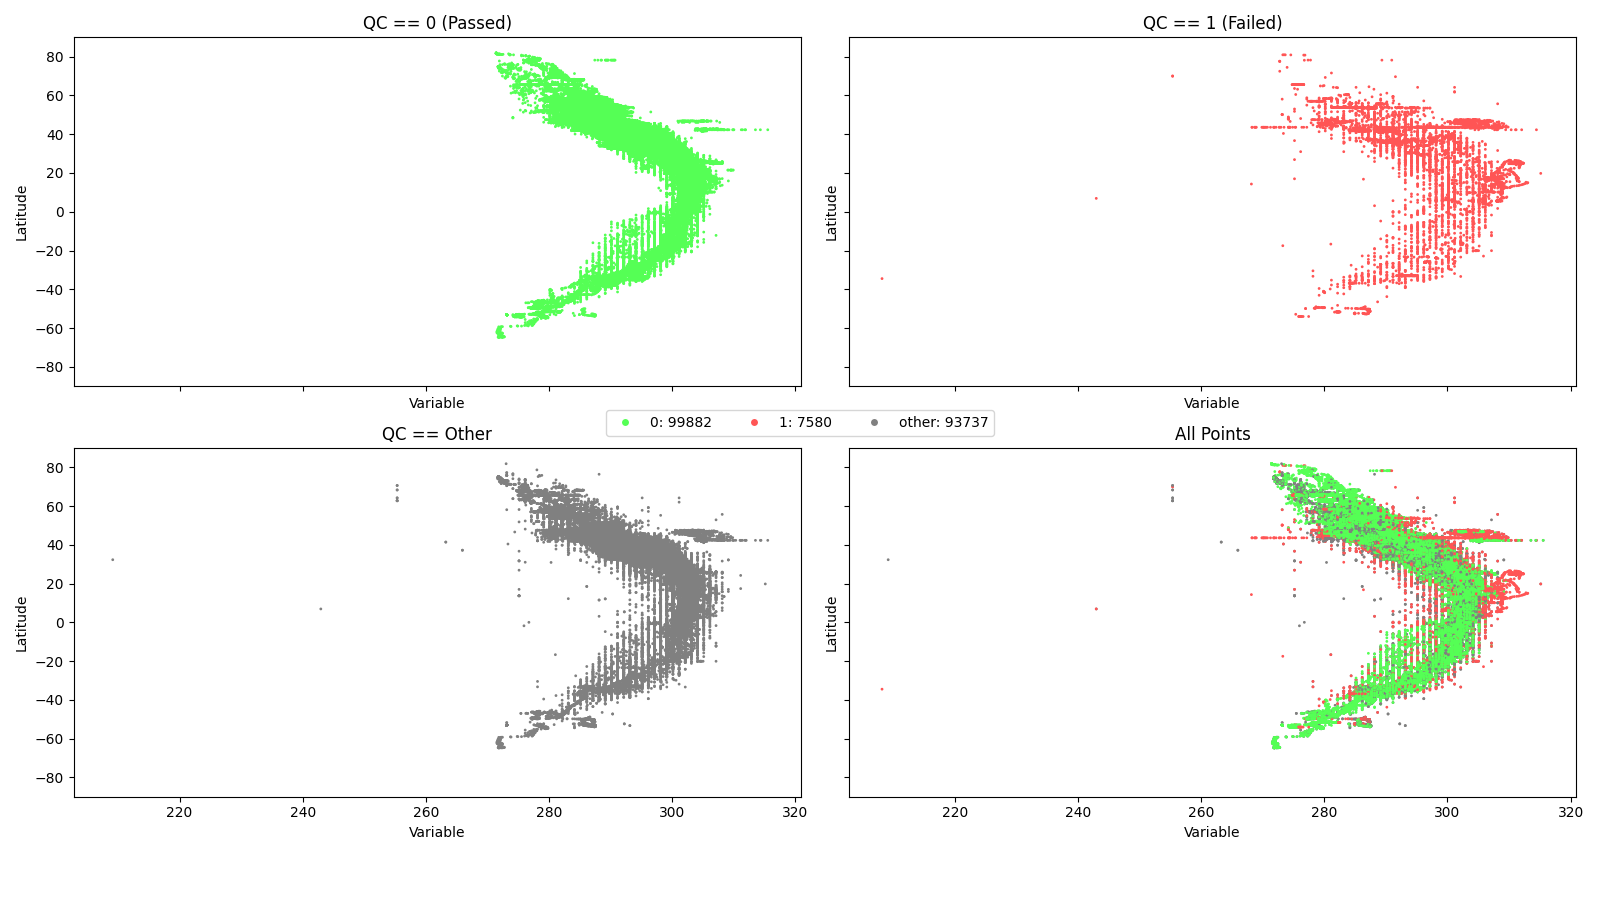 QC == 0 (Passed)
QC == 1 (Failed)
80
60
40
20
0
−20
−40
−60
−80
Latitude
Latitude
Variable
Variable
0: 99882
1: 7580
other: 93737
QC == Other
All Points
80
60
40
20
0
−20
−40
−60
−80
Latitude
Latitude
220
240
260
280
300
320
220
240
260
280
300
320
Variable
Variable